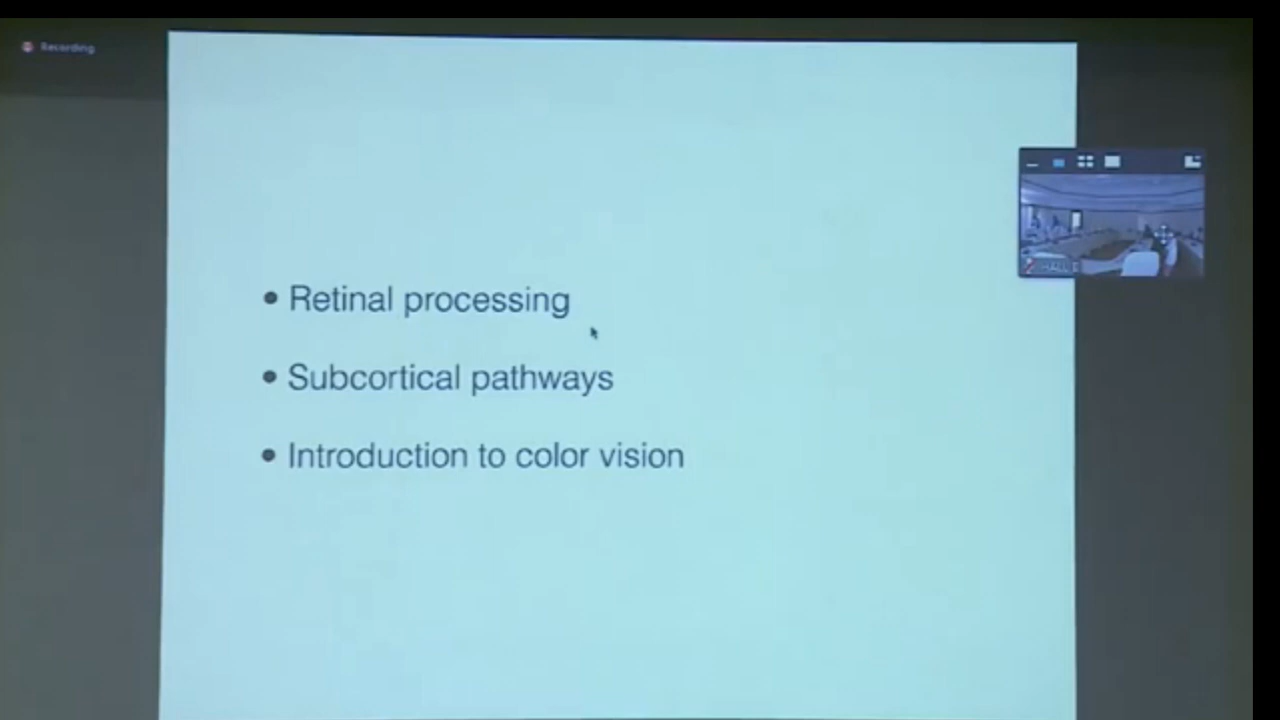 Recording
• Retinal processing
• Subcortical pathways
• Introduction to color vision